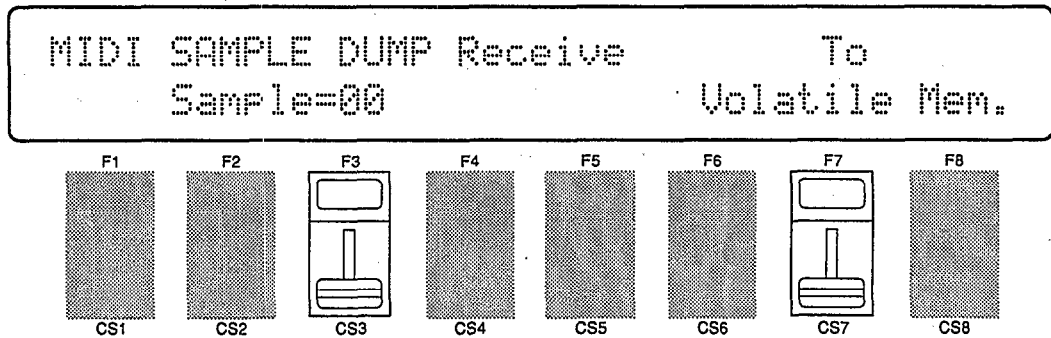 MIDI SAMPLE DUMP Receive To
Sample=00 Volatile Mem.
F1 F2 F3 F4 F5 F6 F7 F8
CS1 CS2 CS3 CS4 CS5 CS6 CS7 CS8